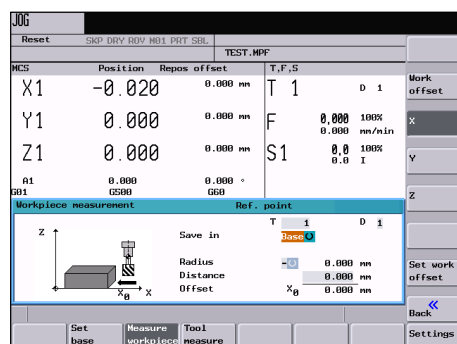 JOG
Reset SKP DRY ROV M01 PRT SBL
TEST.MPF
MCS Position Repos offset T,F,S
Work offset
X1 -0.020 0.000 mm T 1 D 1
X
Y1 0.000 0.000 mm F 0,000 100%
0.000 mm/min
Y
Z1 0.000 0.000 mm S1 0,0 100%
0.0 I
A1 0.000 0.000 °
G01 G500 G60
Z
Workpiece measurement Ref. point
T 1 D 1
Z
Save in Base
Radius - 0.000 mm
Distance 0.000 mm
Offset X0 0.000 mm
X0 X
Set work offset
Back
Set base
Measure workpiece
Tool measure
Settings